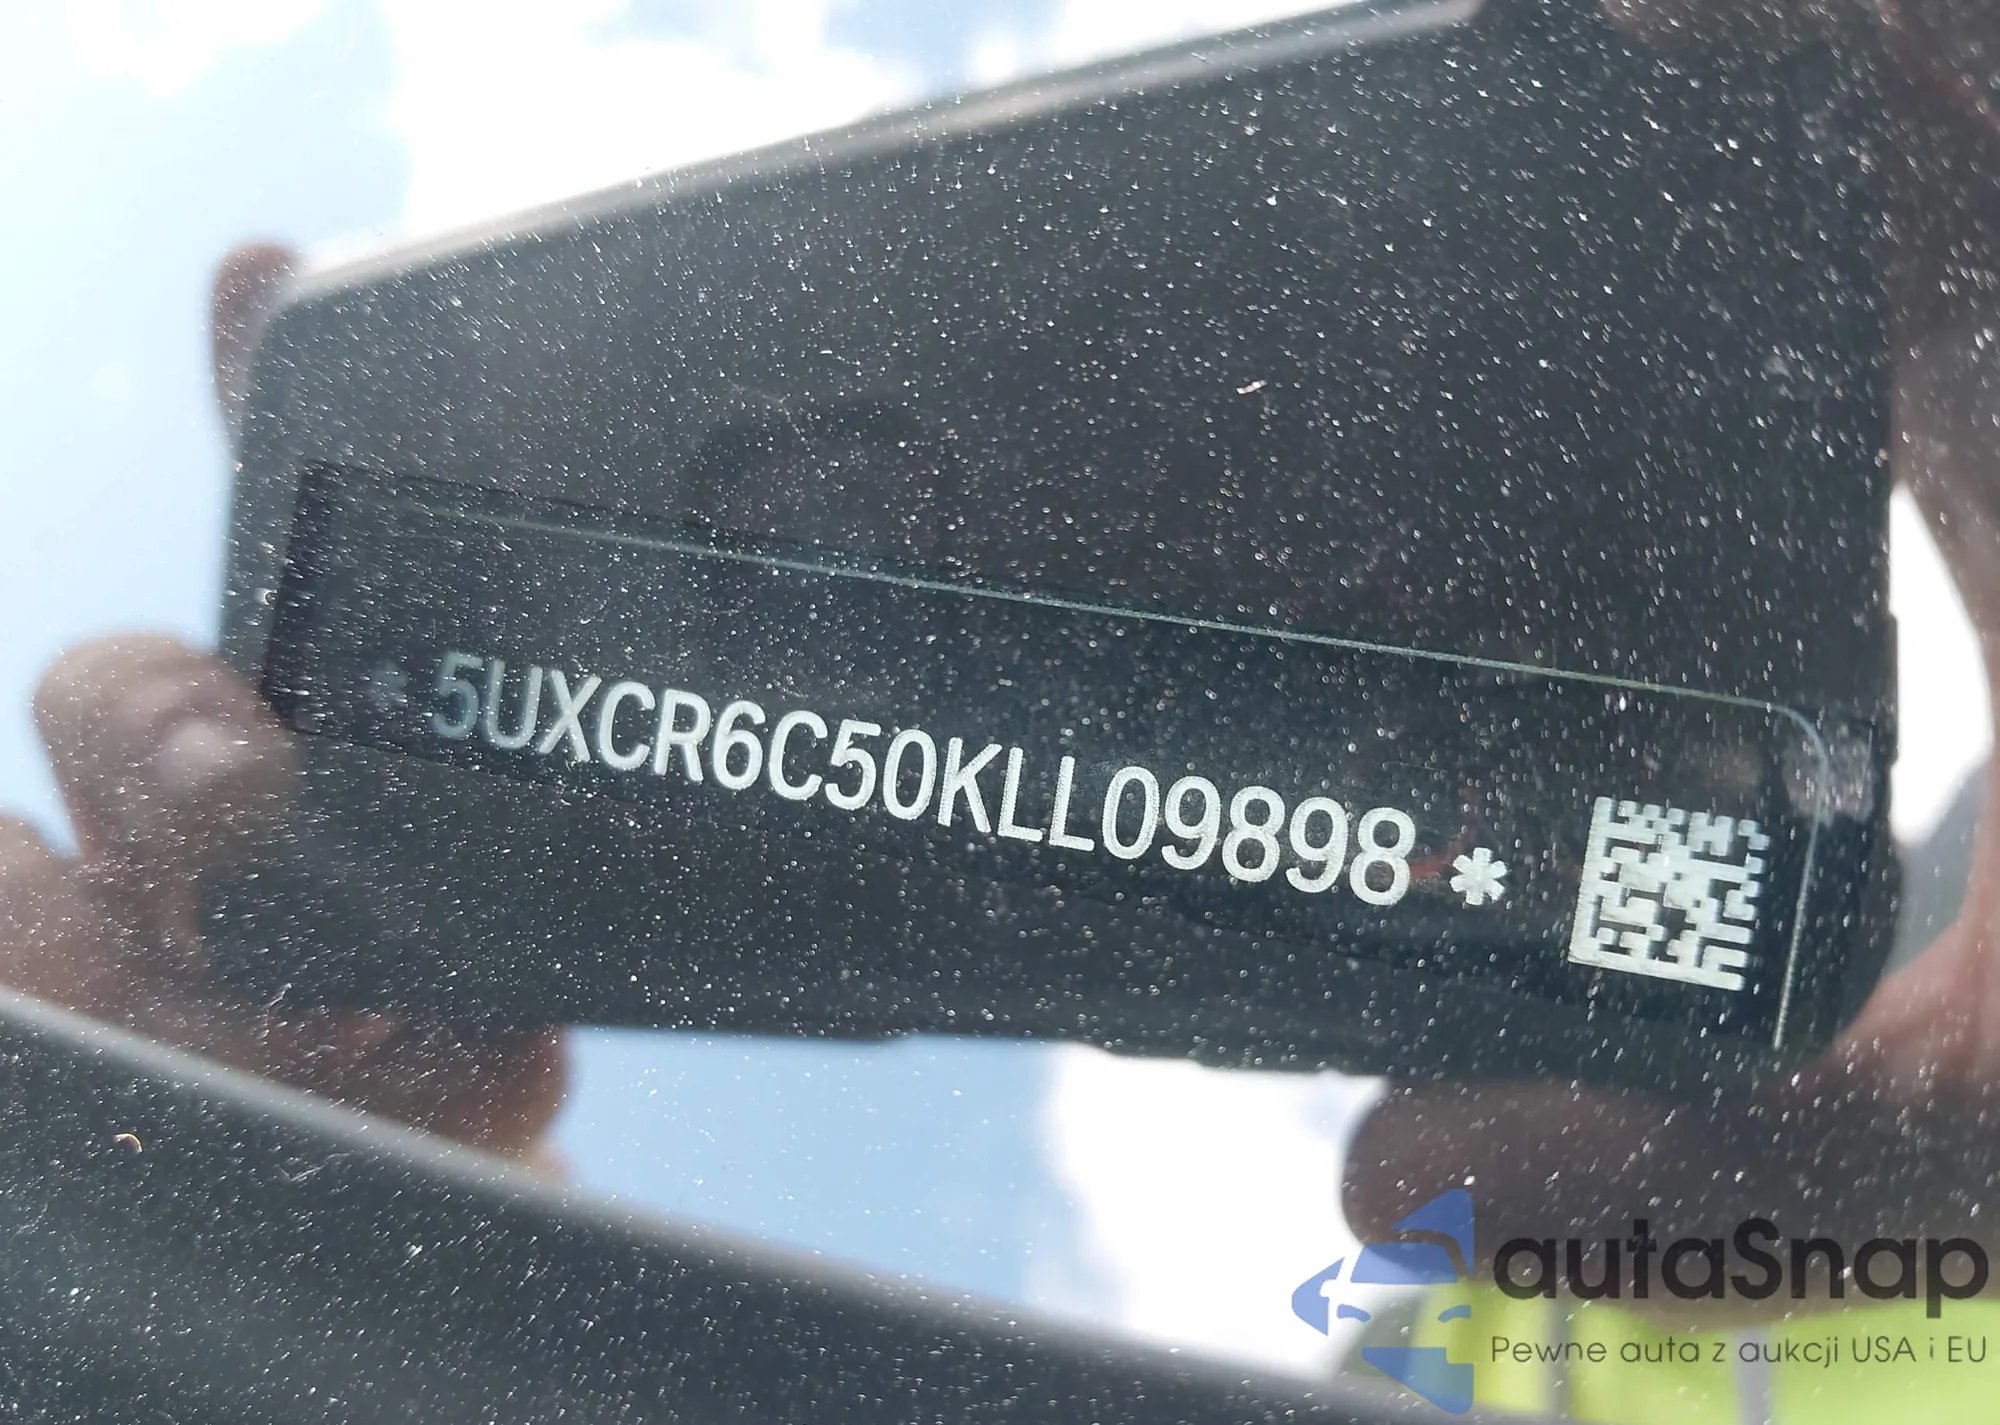 * 5UXCR6C50KLL09898 *
autaSnap
Pewne auta z aukcji USA i EU